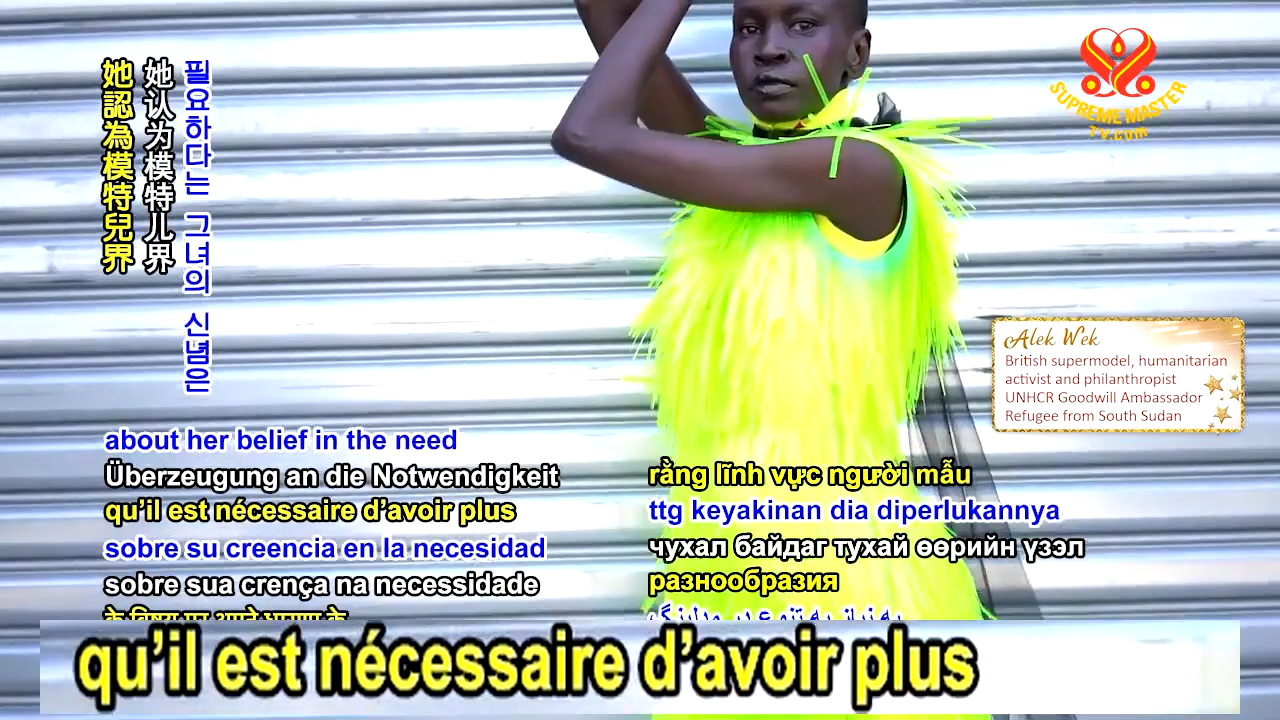 她認為模特兒界
她认为模特儿界
필요하다는 그녀의 신념은
SUPREME MASTER
TV.com
Alek Wek
British supermodel, humanitarian
activist and philanthropist
UNHCR Goodwill Ambassador
Refugee from South Sudan
about her belief in the need
Überzeugung an die Notwendigkeit
qu'il est nécessaire d'avoir plus
sobre su creencia en la necesidad
sobre sua crença na necessidade
rằng lĩnh vực người mẫu
ttg keyakinan dia diperlukannya
чухал байдаг тухай өөрийн үзэл
разнообразия
qu'il est nécessaire d'avoir plus